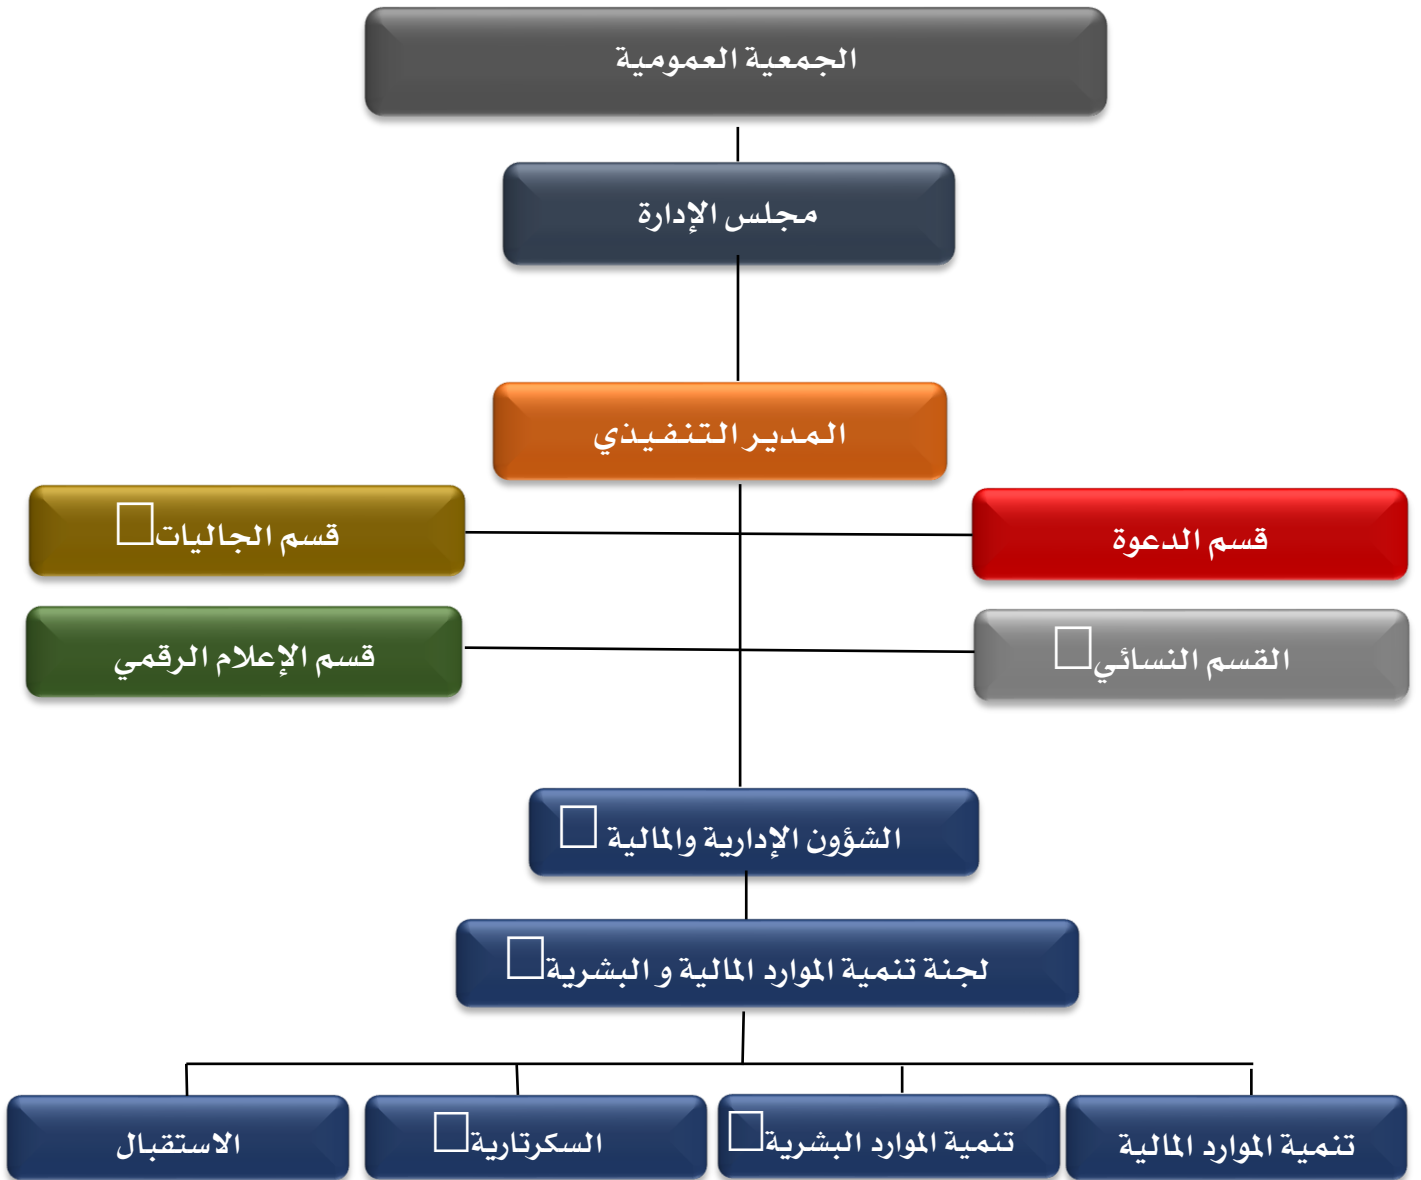 الجمعية العمومية
مجلس الإدارة
المدير التنفيذي
قسم الدعوة
قسم الجاليات
القسم النسائي
قسم الإعلام الرقمي
الشؤون الإدارية والمالية
لجنة تنمية الموارد المالية و البشرية
تنمية الموارد المالية
تنمية الموارد البشرية
السكرتارية
الاستقبال